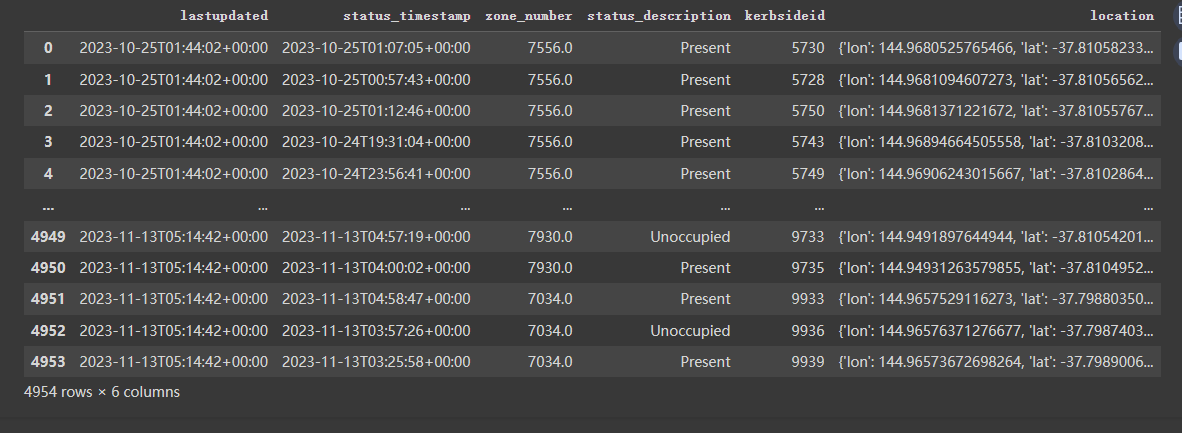 lastupdated status_timestamp zone_number status_description kerbsideid location
0 2023-10-25T01:44:02+00:00 2023-10-25T01:07:05+00:00 7556.0 Present 5730 {'lon': 144.9680525765466, 'lat': -37.81058233...
1 2023-10-25T01:44:02+00:00 2023-10-25T00:57:43+00:00 7556.0 Present 5728 {'lon': 144.9681094607273, 'lat': -37.81056562...
2 2023-10-25T01:44:02+00:00 2023-10-25T01:12:46+00:00 7556.0 Present 5750 {'lon': 144.9681371221672, 'lat': -37.81055767...
3 2023-10-25T01:44:02+00:00 2023-10-24T19:31:04+00:00 7556.0 Present 5743 {'lon': 144.96894664505558, 'lat': -37.8103208...
4 2023-10-25T01:44:02+00:00 2023-10-24T23:56:41+00:00 7556.0 Present 5749 {'lon': 144.96906243015667, 'lat': -37.8102864...
... ... ... ... ... ... ...
4949 2023-11-13T05:14:42+00:00 2023-11-13T04:57:19+00:00 7930.0 Unoccupied 9733 {'lon': 144.9491897644944, 'lat': -37.81054201...
4950 2023-11-13T05:14:42+00:00 2023-11-13T04:00:02+00:00 7930.0 Present 9735 {'lon': 144.94931263579855, 'lat': -37.8104952...
4951 2023-11-13T05:14:42+00:00 2023-11-13T04:58:47+00:00 7034.0 Present 9933 {'lon': 144.9657529116273, 'lat': -37.79880350...
4952 2023-11-13T05:14:42+00:00 2023-11-13T03:57:26+00:00 7034.0 Unoccupied 9936 {'lon': 144.96576371276677, 'lat': -37.7987403...
4953 2023-11-13T05:14:42+00:00 2023-11-13T03:25:58+00:00 7034.0 Present 9939 {'lon': 144.96573672698264, 'lat': -37.7989006...
4954 rows × 6 columns